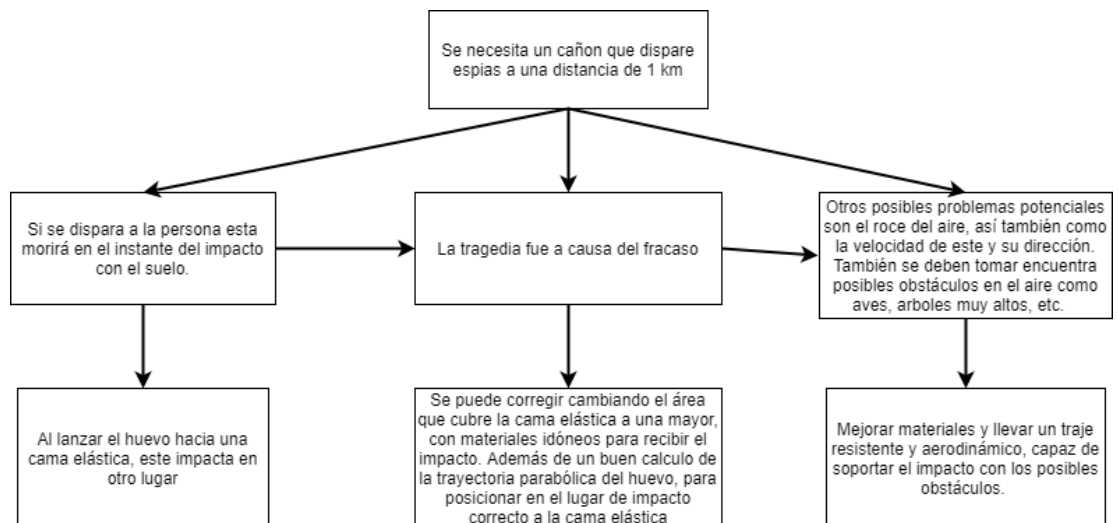 Se necesita un cañon que dispare
espias a una distancia de 1 km
Si se dispara a la persona esta
morirá en el instante del impacto
con el suelo.
La tragedia fue a causa del fracaso
Otros posibles problemas potenciales
son el roce del aire, así también como
la velocidad de este y su dirección.
También se deben tomar encuentra
posibles obstáculos en el aire como
aves, arboles muy altos, etc.
Al lanzar el huevo hacia una
cama elástica, este impacta en
otro lugar
Se puede corregir cambiando el área
que cubre la cama elástica a una mayor,
con materiales idóneos para recibir el
impacto. Además de un buen calculo de
la trayectoria parabólica del huevo, para
posicionar en el lugar de impacto
correcto a la cama elástica
Mejorar materiales y llevar un traje
resistente y aerodinámico, capaz de
soportar el impacto con los posibles
obstáculos.